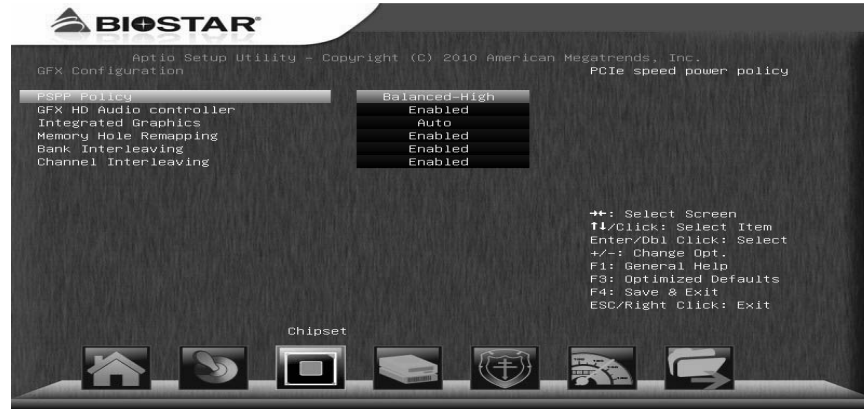 BIOSTAR®
Aptio Setup Utility – Copyright (C) 2010 American Megatrends, Inc.
GFX Configuration
PCIe speed power policy
PSPP Policy Balanced-High
GFX HD Audio controller Enabled
Integrated Graphics Auto
Memory Hole Remapping Enabled
Bank Interleaving Enabled
Channel Interleaving Enabled
→←: Select Screen
↑↓/Click: Select Item
Enter/Dbl Click: Select
+/-: Change Opt.
F1: General Help
F3: Optimized Defaults
F4: Save & Exit
ESC/Right Click: Exit
Chipset